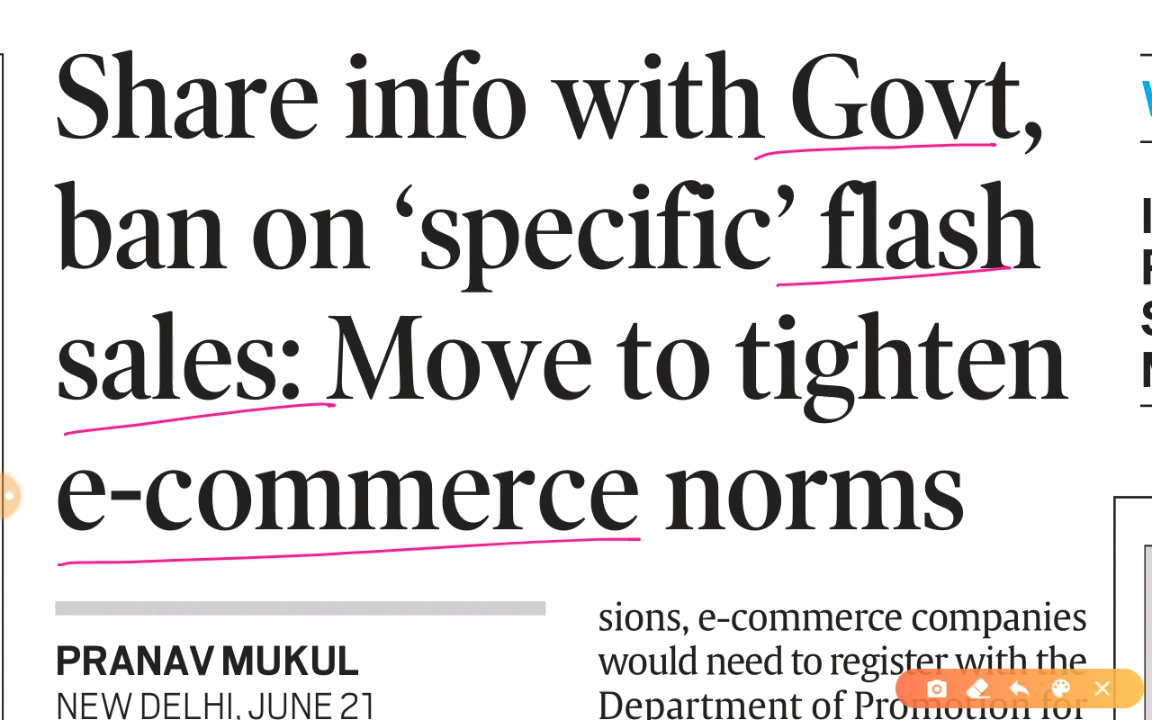 Share info with Govt,
ban on ‘specific’ flash
sales: Move to tighten
e-commerce norms
PRANAV MUKUL
NEW DELHI, JUNE 21
sions, e-commerce companies
would need to register with the
Department of Promotion for